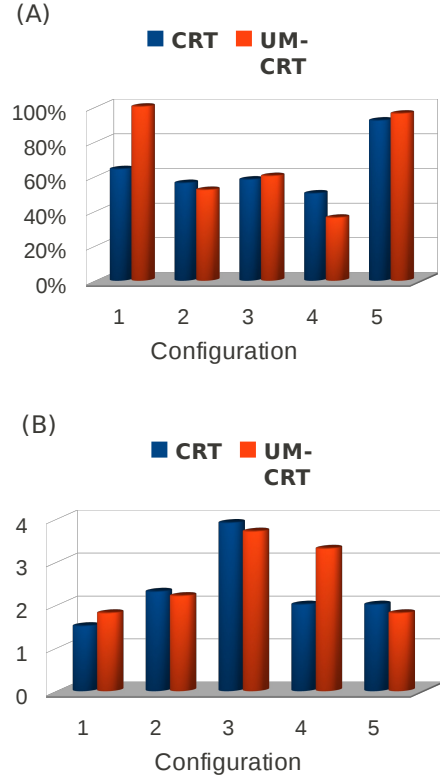 (A)
CRT UM-
CRT
100%
80%
60%
40%
20%
0%
1 2 3 4 5
Configuration
(B)
CRT UM-
CRT
4
3
2
1
0
1 2 3 4 5
Configuration